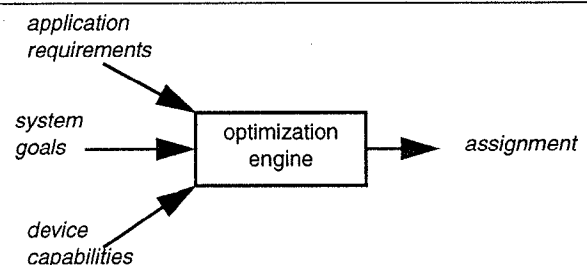 application
requirements
system
goals
optimization
engine
assignment
device
capabilities